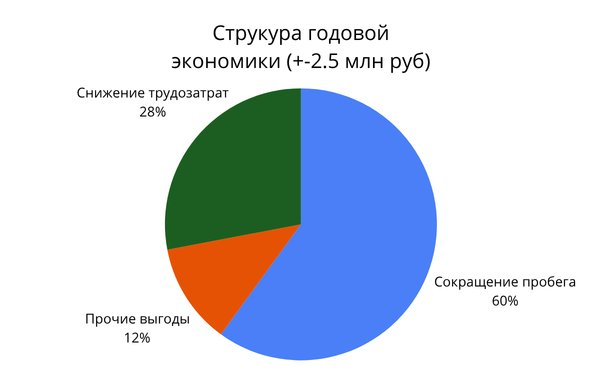 Струкура годовой
экономики (+-2.5 млн руб)
Снижение трудозатрат
28%
Сокращение пробега
60%
Прочие выгоды
12%